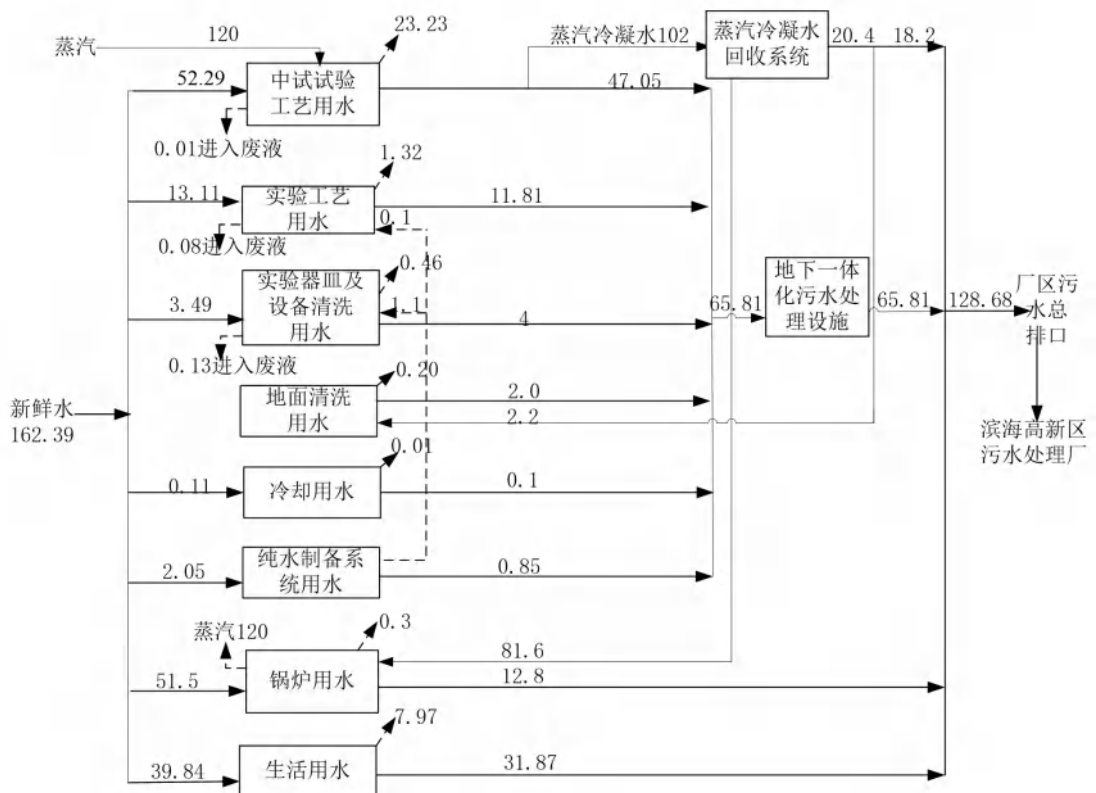 蒸汽
120
23.23
蒸汽冷凝水102
蒸汽冷凝水
回收系统
20.4
18.2
52.29
中试试验
工艺用水
47.05
0.01进入废液
1.32
13.11
实验工艺
用水
11.81
0.1
0.08进入废液
0.46
实验器皿及
设备清洗
用水
1.1
3.49
4
0.13进入废液
65.81
地下一体
化污水处
理设施
65.81
128.68
厂区污
水总
排口
0.20
地面清洗
用水
2.0
2.2
新鲜水
162.39
滨海高新区
污水处理厂
0.01
0.11
冷却用水
0.1
纯水制备系
统用水
2.05
0.85
蒸汽120
0.3
81.6
51.5
锅炉用水
12.8
7.97
39.84
生活用水
31.87